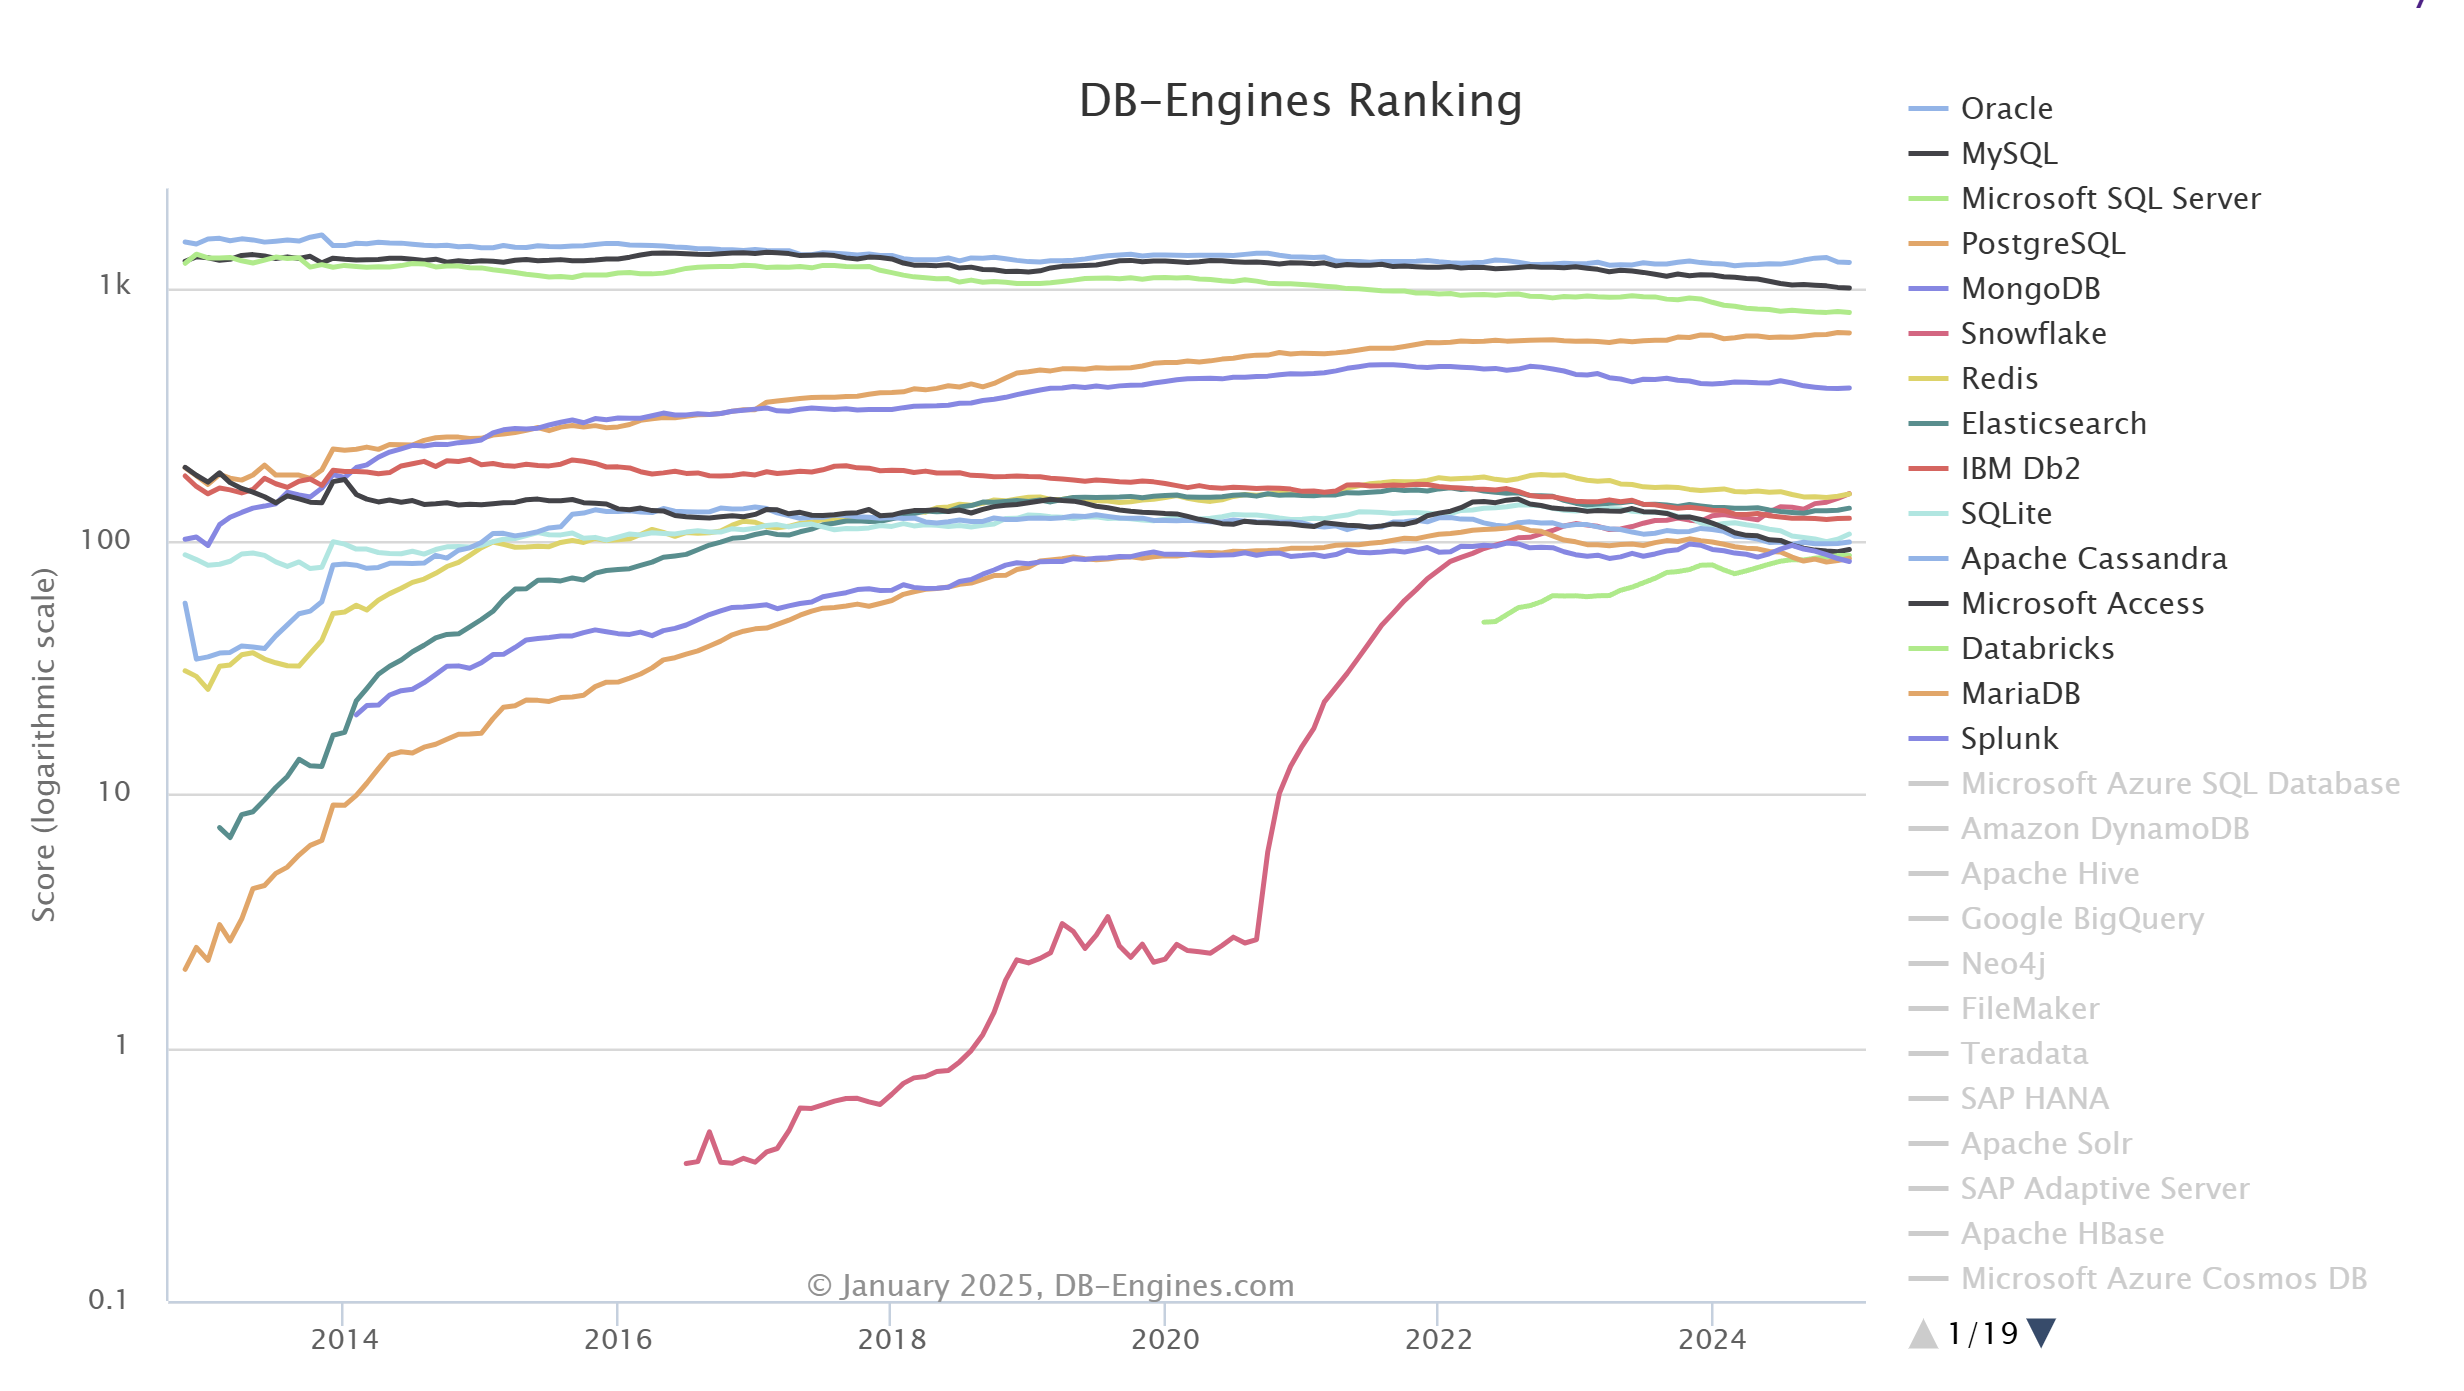 DB-Engines Ranking
Score (logarithmic scale)
1k
100
10
1
0.1
2014
2016
2018
2020
2022
2024
© January 2025, DB-Engines.com
Oracle
MySQL
Microsoft SQL Server
PostgreSQL
MongoDB
Snowflake
Redis
Elasticsearch
IBM Db2
SQLite
Apache Cassandra
Microsoft Access
Databricks
MariaDB
Splunk
Microsoft Azure SQL Database
Amazon DynamoDB
Apache Hive
Google BigQuery
Neo4j
FileMaker
Teradata
SAP HANA
Apache Solr
SAP Adaptive Server
Apache HBase
Microsoft Azure Cosmos DB
1/19